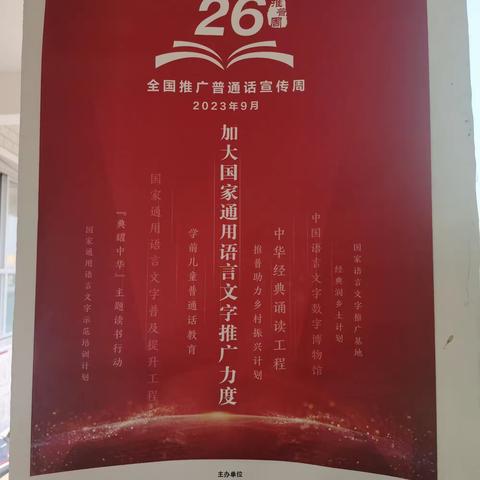 26
推普周
全国推广普通话宣传周
2023年9月
国家语言文字推广基地
经典润乡土计划
中国语言文字数字博物馆
中华经典诵读工程
推普助力乡村振兴计划
加大国家通用语言文字推广力度
学前儿童普通话教育
国家通用语言文字普及提升工程
『典耀中华』主题读书行动
国家通用语言文字示范培训计划
主办单位